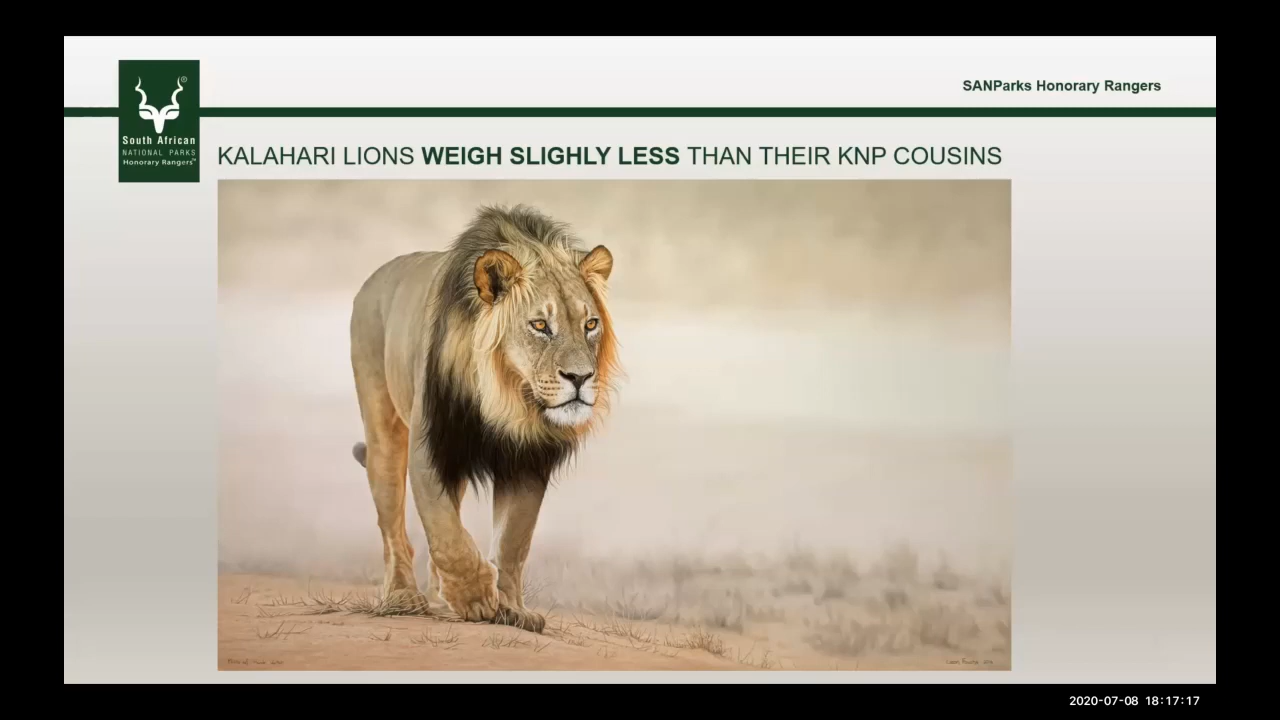 SANParks Honorary Rangers
South African
NATIONAL PARKS
Honorary Rangers™
KALAHARI LIONS WEIGH SLIGHLY LESS THAN THEIR KNP COUSINS
2020-07-08 18:17:17